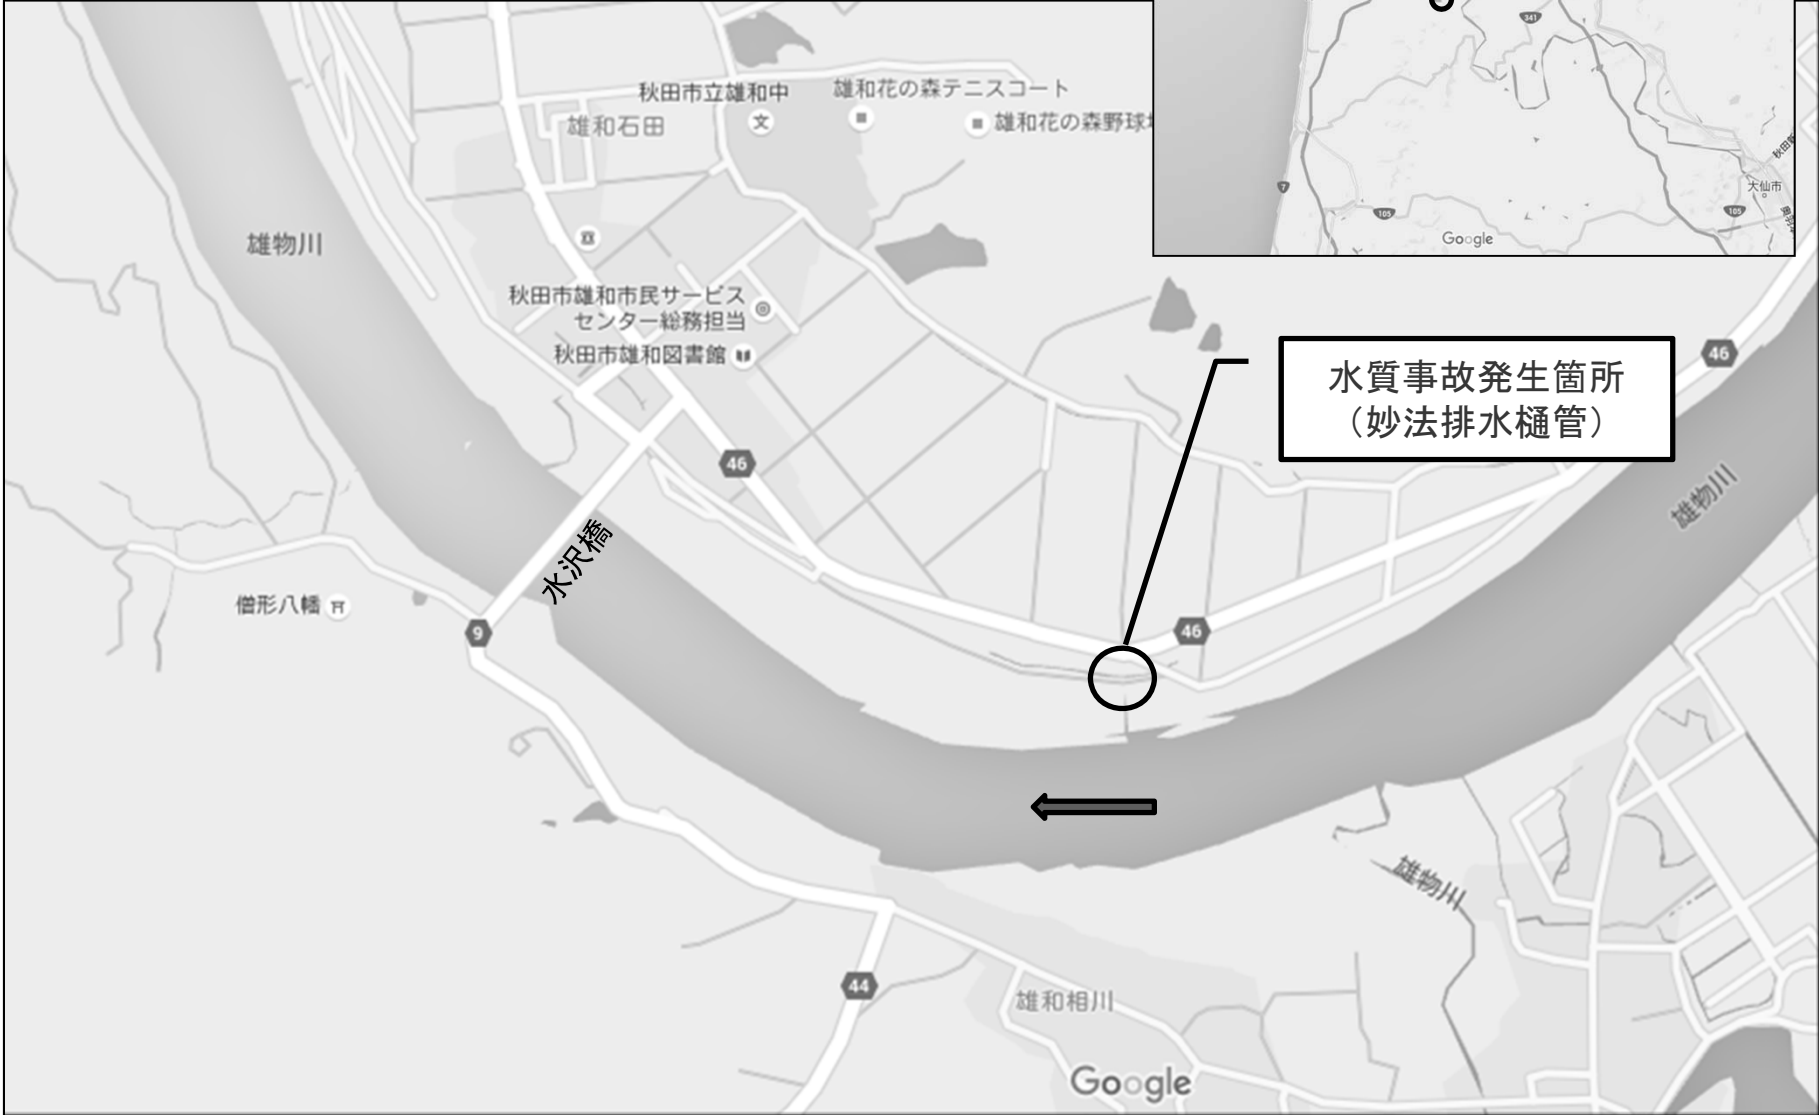 341
秋田市立雄和中
雄和花の森テニスコート
文
雄和石田
雄和花の森野球
大仙市
7
105
105
Google
雄物川
秋田市雄和市民サービス
センター総務担当
秋田市雄和図書館
46
水質事故発生箇所
（妙法排水樋管）
46
雄物川
水沢橋
僧形八幡
9
46
雄物川
44
雄和相川
Google